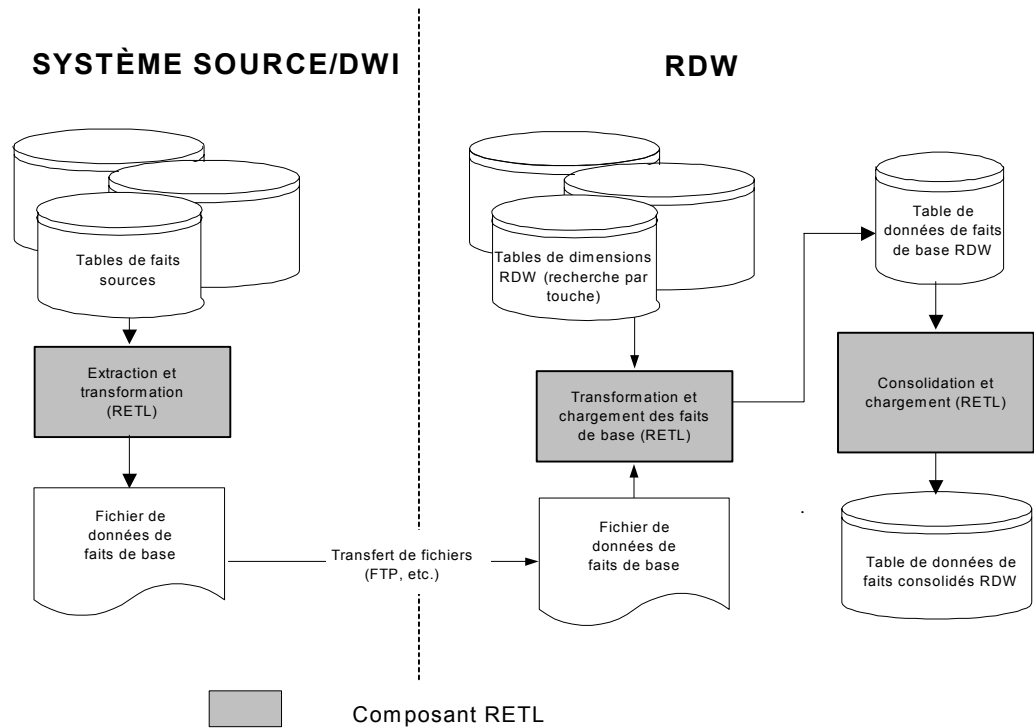 SYSTÈME SOURCE/DWI
RDW
Tables de faits
sources
Extraction et
transformation
(RETL)
Fichier de
données de
faits de base
Transfert de fichiers
(FTP, etc.)
Tables de dimensions
RDW (recherche par
touche)
Transformation et
chargement des faits
de base (RETL)
Fichier de
données de
faits de base
Table de
données de faits
de base RDW
Consolidation et
chargement (RETL)
Table de données de
faits consolidés RDW
Composant RETL